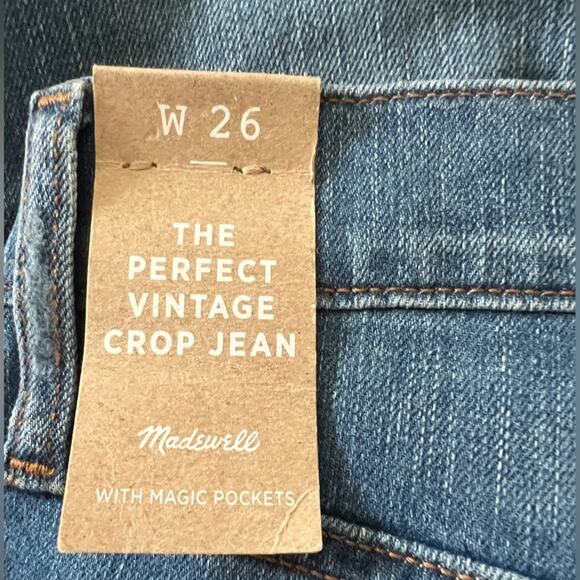 W 26
THE
PERFECT
VINTAGE
CROP JEAN
Madewell
WITH MAGIC POCKETS